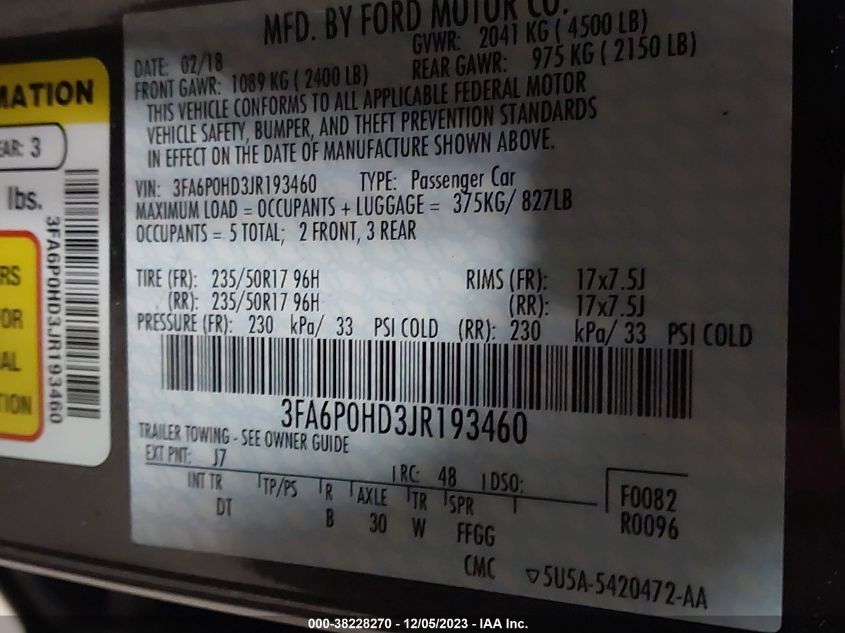 MFD. BY FORD MOTOR CO.
DATE: 02/18 GVWR: 2041 KG ( 4500 LB)
FRONT GAWR: 1089 KG ( 2400 LB) REAR GAWR: 975 KG ( 2150 LB)
THIS VEHICLE CONFORMS TO ALL APPLICABLE FEDERAL MOTOR
VEHICLE SAFETY, BUMPER, AND THEFT PREVENTION STANDARDS
IN EFFECT ON THE DATE OF MANUFACTURE SHOWN ABOVE.
VIN: 3FA6P0HD3JR193460 TYPE: Passenger Car
MAXIMUM LOAD = OCCUPANTS + LUGGAGE = 375KG/ 827LB
OCCUPANTS = 5 TOTAL; 2 FRONT, 3 REAR
TIRE (FR): 235/50R17 96H RIMS (FR): 17x7.5J
(RR): 235/50R17 96H (RR): 17x7.5J
PRESSURE (FR): 230 kPa/ 33 PSI COLD (RR): 230 kPa/ 33 PSI COLD
3FA6P0HD3JR193460
TRAILER TOWING - SEE OWNER GUIDE
EXT PNT: J7 RC: 48 DSO:
INT TR TP/PS R AXLE TR SPR
DT B 30 W FFGG
F0082
R0096
CMC 5U5A-5420472-AA
MATION
EAR: 3
lbs.
3FA6P0HD3JR193460
RS
OR
AL
TION
000-38228270 - 12/05/2023 - IAA Inc.